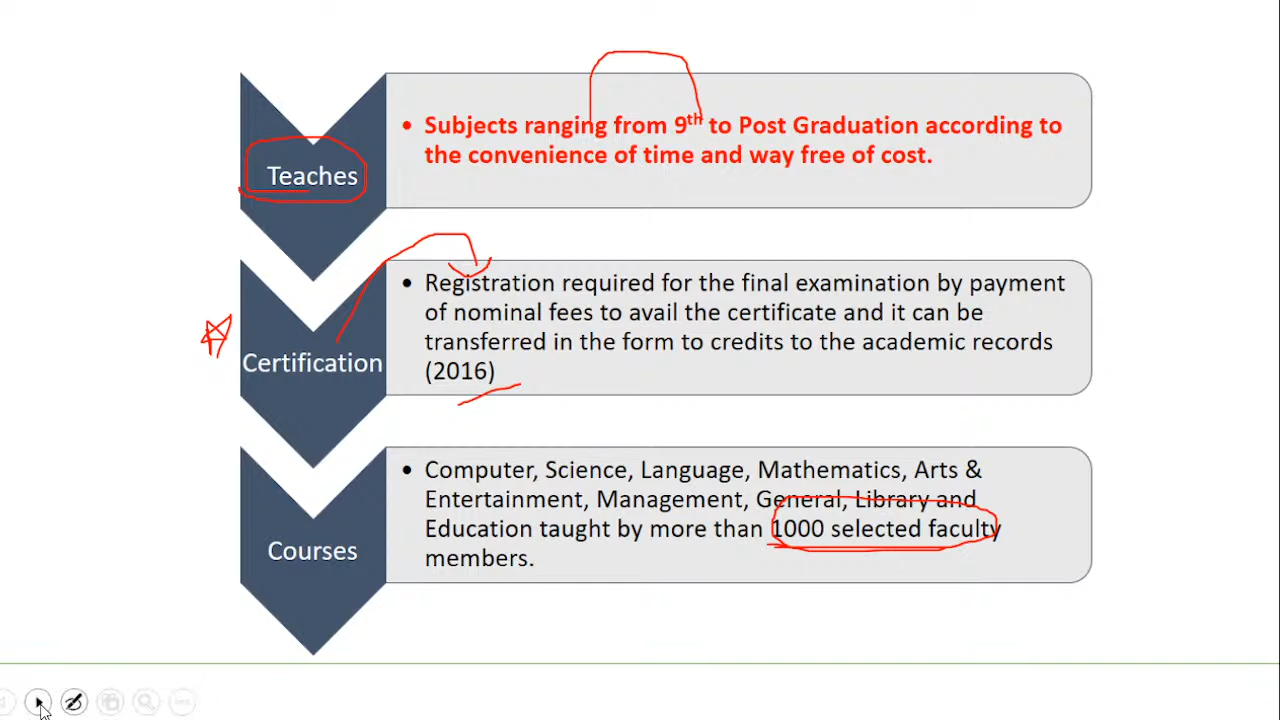 Teaches
• Subjects ranging from 9th to Post Graduation according to
the convenience of time and way free of cost.
Certification
• Registration required for the final examination by payment
of nominal fees to avail the certificate and it can be
transferred in the form to credits to the academic records
(2016)
Courses
• Computer, Science, Language, Mathematics, Arts &
Entertainment, Management, General, Library and
Education taught by more than 1000 selected faculty
members.